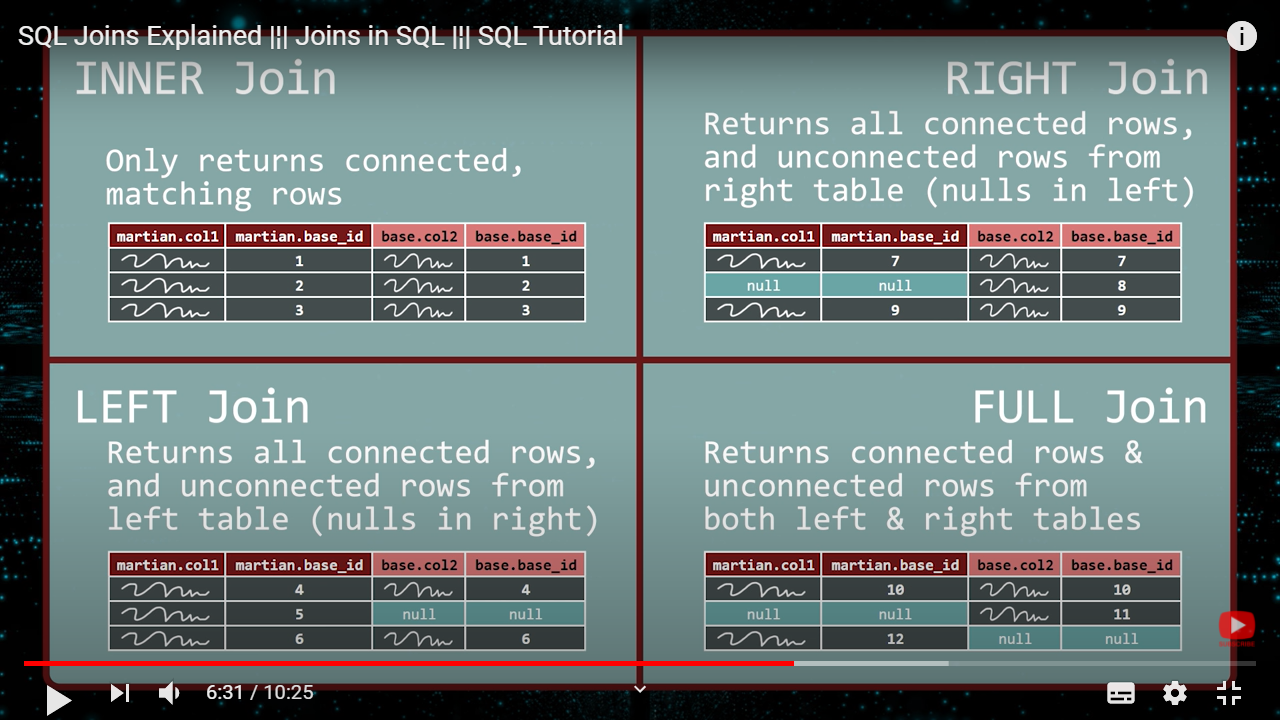 SQL Joins Explained ||¦ Joins in SQL ||¦ SQL Tutorial
INNER Join
Only returns connected,
matching rows
martian.col1 martian.base_id base.col2 base.base_id
1 1
2 2
3 3
RIGHT Join
Returns all connected rows,
and unconnected rows from
right table (nulls in left)
martian.col1 martian.base_id base.col2 base.base_id
7 7
null null 8
9 9
LEFT Join
Returns all connected rows,
and unconnected rows from
left table (nulls in right)
martian.col1 martian.base_id base.col2 base.base_id
4 4
5 null null
6 6
FULL Join
Returns connected rows &
unconnected rows from
both left & right tables
martian.col1 martian.base_id base.col2 base.base_id
10 10
null null 11
12 null null
6:31 / 10:25